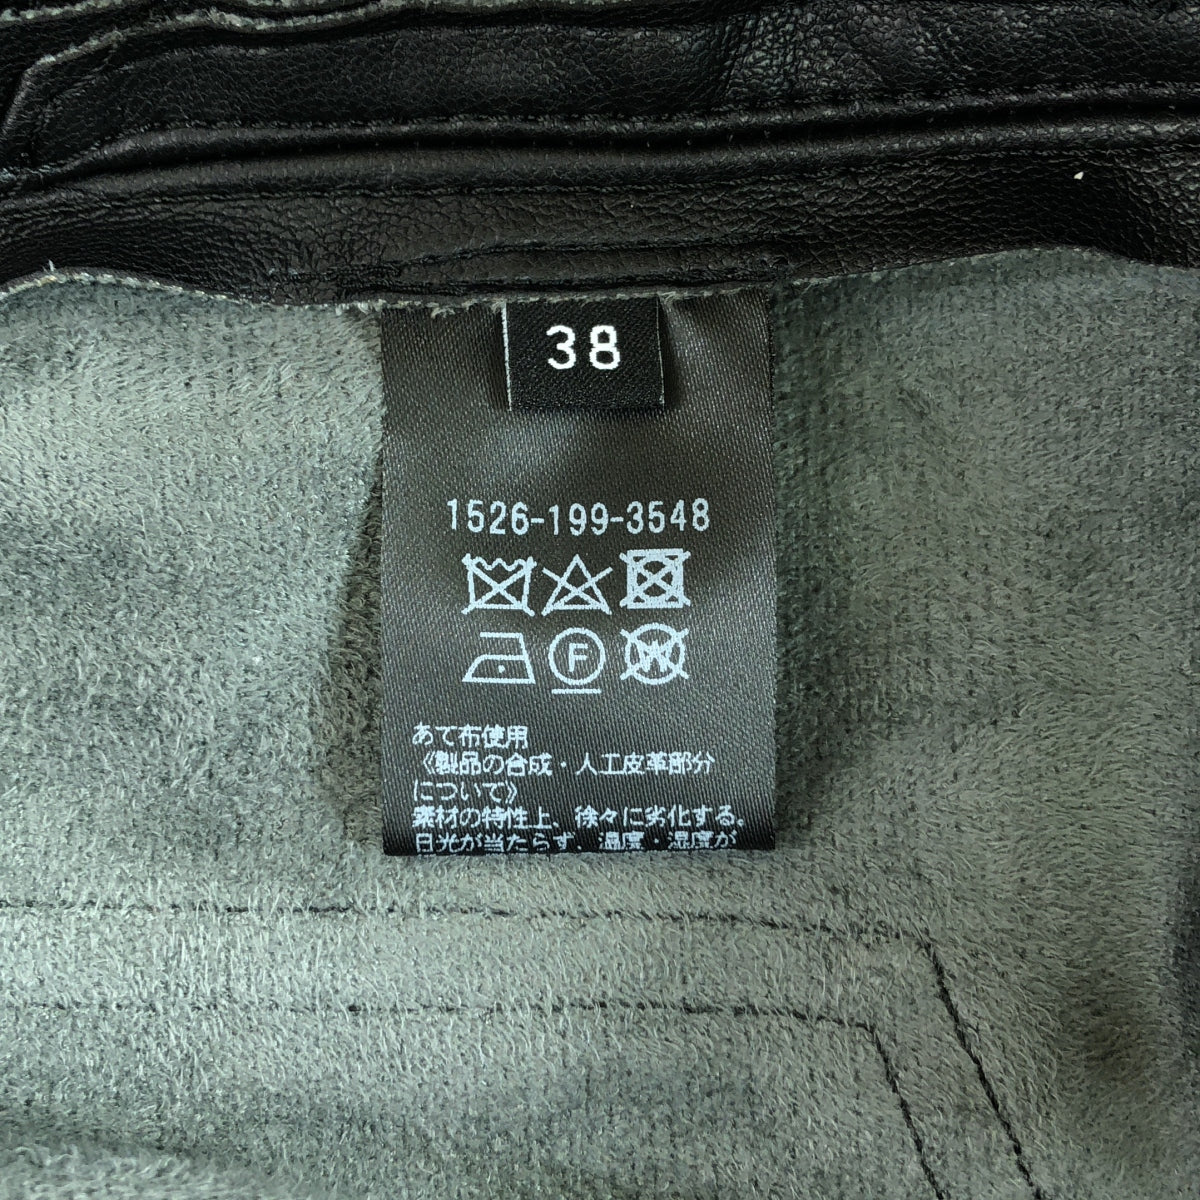 38
1526-199-3548
F
W
あて布使用
《製品の合成・人工皮革部分
について》
素材の特性上、徐々に劣化する。
日光が当たらず、温度・湿度が